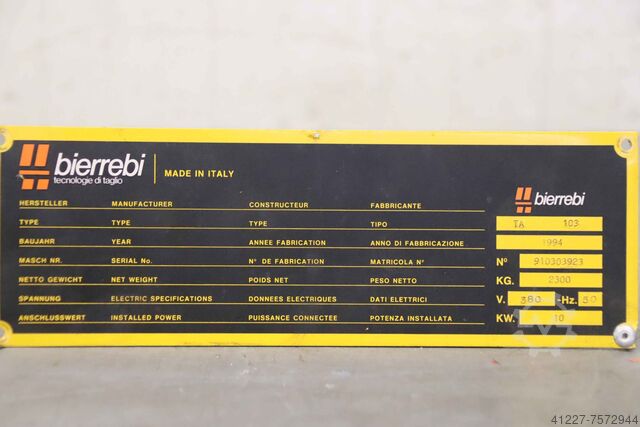 bierrebi
tecnologie di taglio
MADE IN ITALY
bierrebi
HERSTELLER MANUFACTURER CONSTRUCTEUR FABBRICANTE
TYPE TYPE TYPE TIPO TA 103
BAUJAHR YEAR ANNEE FABRICATION ANNO DI FABBRICAZIONE 1994
MASCH NR. SERIAL No. N° DE FABRICATION MATRICOLA N° N° 910303923
NETTO GEWICHT NET WEIGHT POIDS NET PESO NETTO KG. 2300
SPANNUNG ELECTRIC SPECIFICATIONS DONNEES ELECTRIQUES DATI ELETTRICI V. 380 -Hz. 50
ANSCHLUSSWERT INSTALLED POWER PUISSANCE CONNECTEE POTENZA INSTALLATA KW. 10
41227-7572944